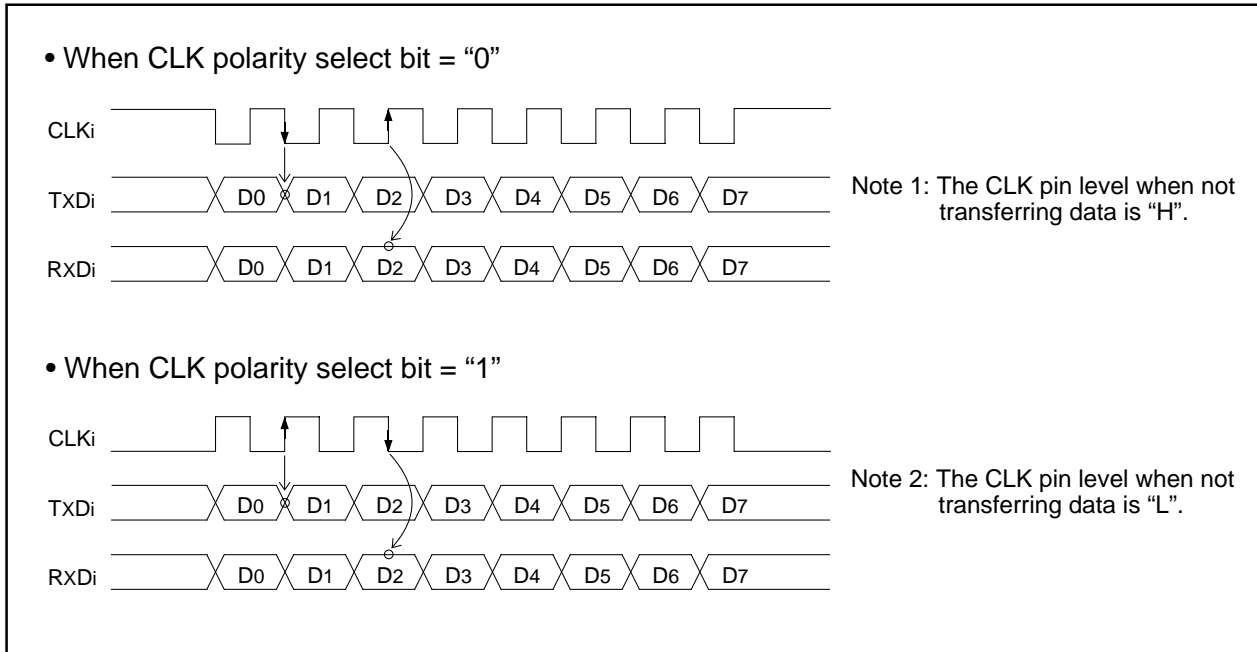 • When CLK polarity select bit = “0”
CLKi
TXDi D0 D1 D2 D3 D4 D5 D6 D7
RXDi D0 D1 D2 D3 D4 D5 D6 D7
Note 1: The CLK pin level when not
transferring data is “H”.
• When CLK polarity select bit = “1”
CLKi
TXDi D0 D1 D2 D3 D4 D5 D6 D7
RXDi D0 D1 D2 D3 D4 D5 D6 D7
Note 2: The CLK pin level when not
transferring data is “L”.